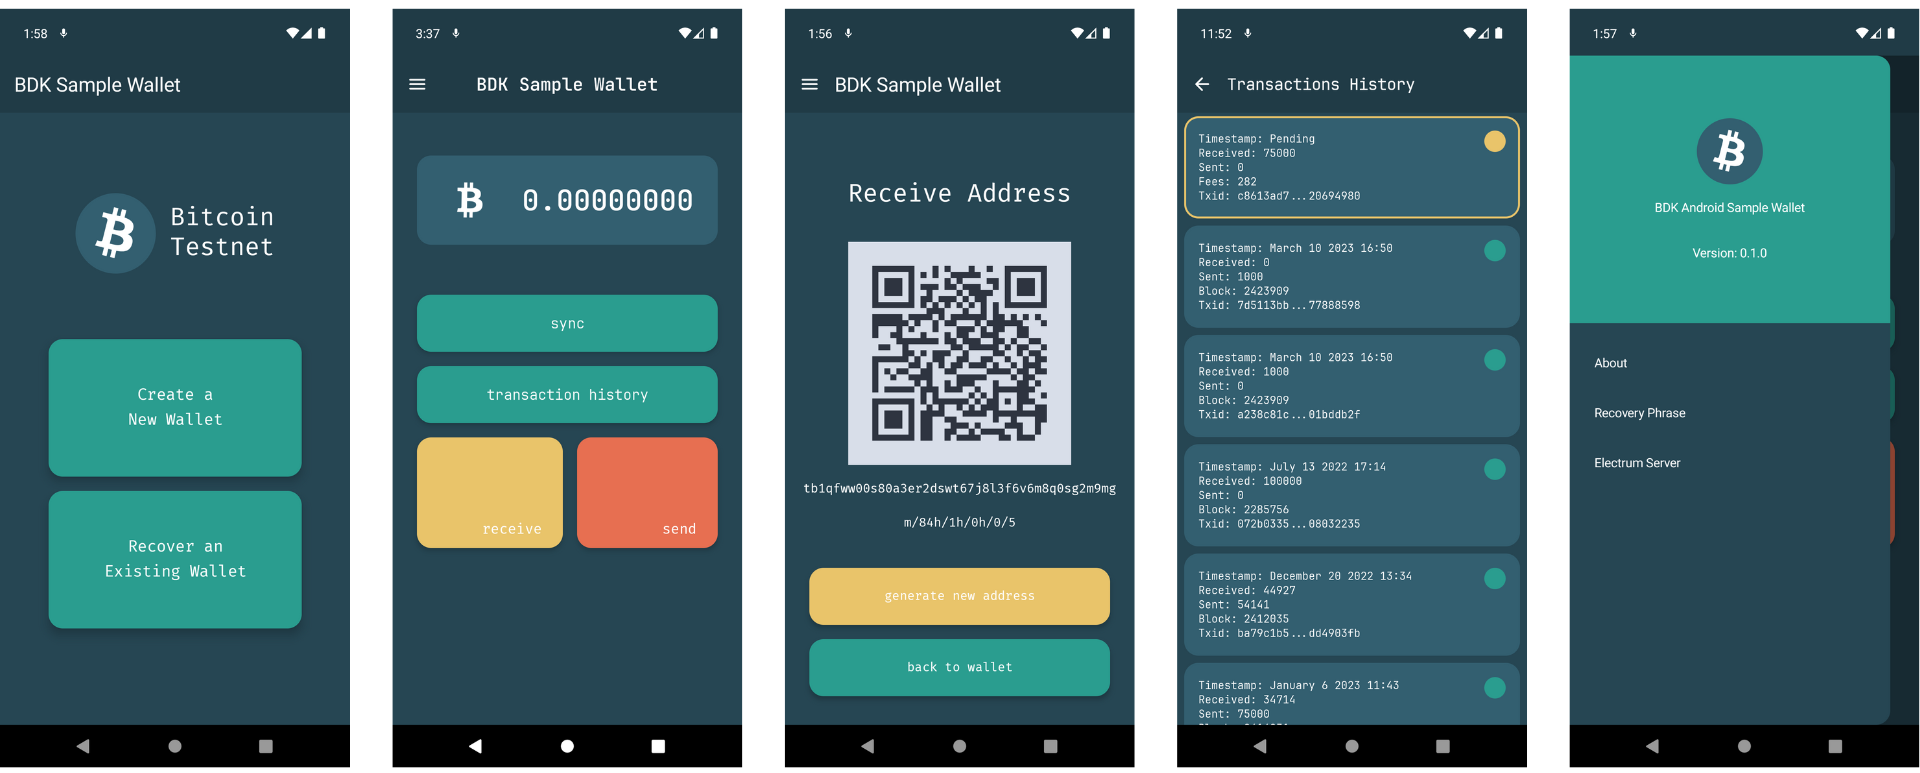 1:58
BDK Sample Wallet
Bitcoin
Testnet
Create a
New Wallet
Recover an
Existing Wallet
3:37
BDK Sample Wallet
0.00000000
sync
transaction history
receive
send
1:56
BDK Sample Wallet
Receive Address
tb1qfww00s80a3er2dswt67j8l3f6v6m8q0sg2m9mg
m/84h/1h/0h/0/5
generate new address
back to wallet
11:52
Transactions History
Timestamp: Pending
Received: 75000
Sent: 0
Fees: 282
Txid: c8613ad7...20694980
Timestamp: March 10 2023 16:50
Received: 0
Sent: 1000
Block: 2423909
Txid: 7d5113bb...77888598
Timestamp: March 10 2023 16:50
Received: 1000
Sent: 0
Block: 2423909
Txid: a238c81c...01bddb2f
Timestamp: July 13 2022 17:14
Received: 100000
Sent: 0
Block: 2285756
Txid: 072b0335...08032235
Timestamp: December 20 2022 13:34
Received: 44927
Sent: 54141
Block: 2412035
Txid: ba79c1b5...dd4903fb
Timestamp: January 6 2023 11:43
Received: 34714
Sent: 75000
1:57
BDK Android Sample Wallet
Version: 0.1.0
About
Recovery Phrase
Electrum Server